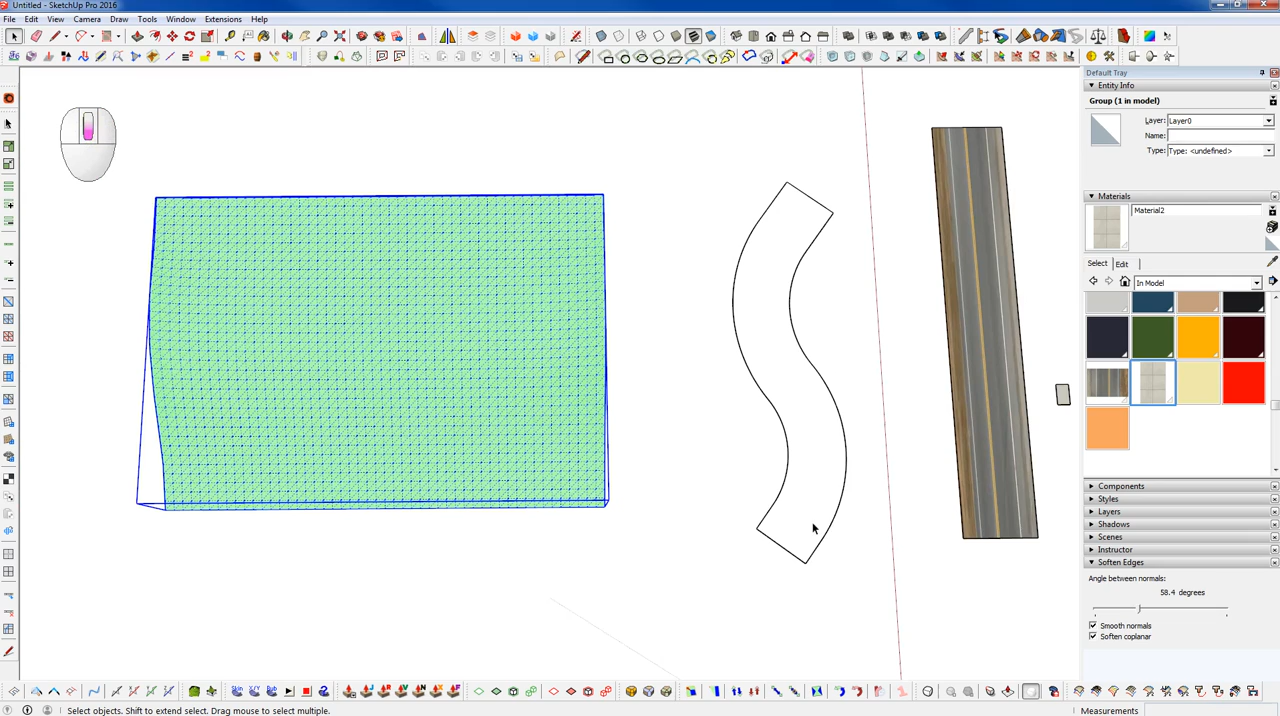 Untitled - SketchUp Pro 2016
File Edit View Camera Draw Tools Window Extensions Help
Default Tray
Entity Info
Group (1 in model)
Layer: Layer0
Name:
Type: Type: <undefined>
Materials
Material2
Select Edit
In Model
Components
Styles
Layers
Shadows
Scenes
Instructor
Soften Edges
Angle between normals:
58.4 degrees
Smooth normals
Soften coplanar
Select objects. Shift to extend select. Drag mouse to select multiple.
Measurements